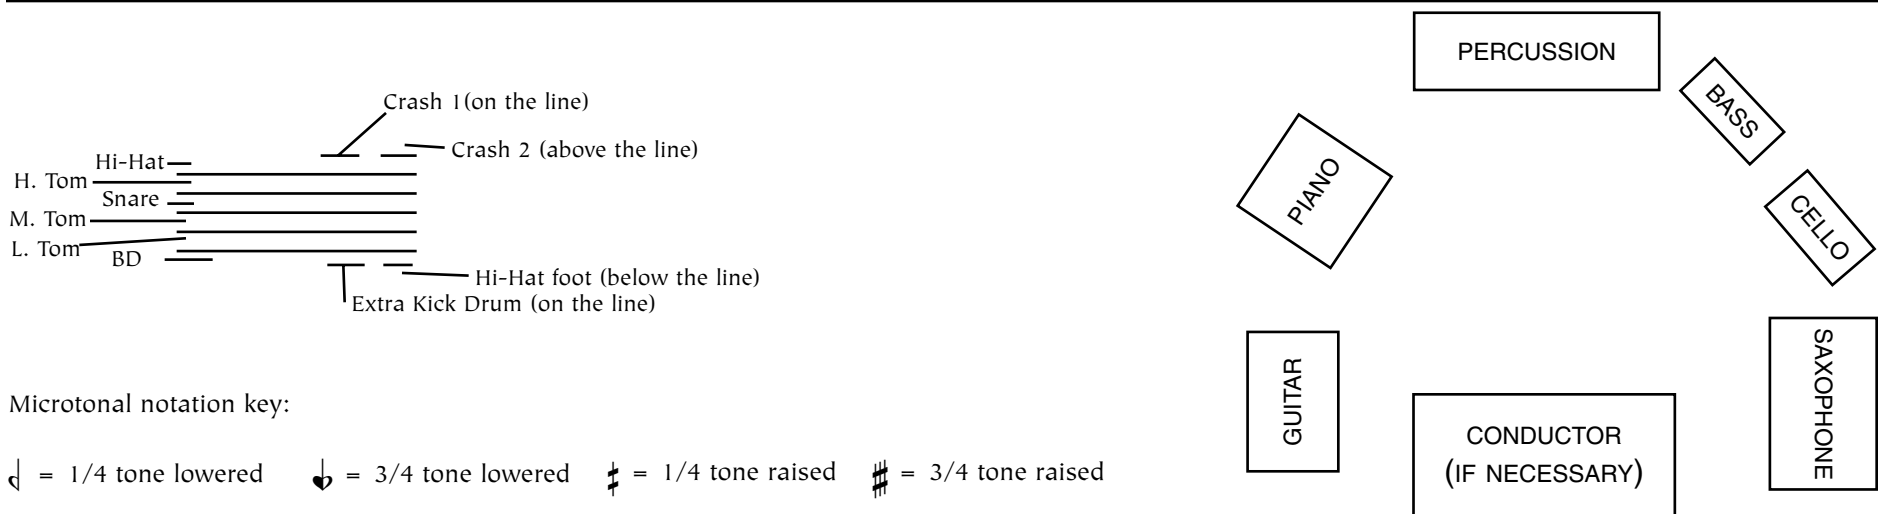 Crash 1(on the line)
Crash 2 (above the line)
Hi-Hat
H. Tom
Snare
M. Tom
L. Tom
BD
Hi-Hat foot (below the line)
Extra Kick Drum (on the line)
Microtonal notation key:
= 1/4 tone lowered = 3/4 tone lowered = 1/4 tone raised = 3/4 tone raised
PERCUSSION
BASS
PIANO
CELLO
GUITAR
SAXOPHONE
CONDUCTOR
(IF NECESSARY)